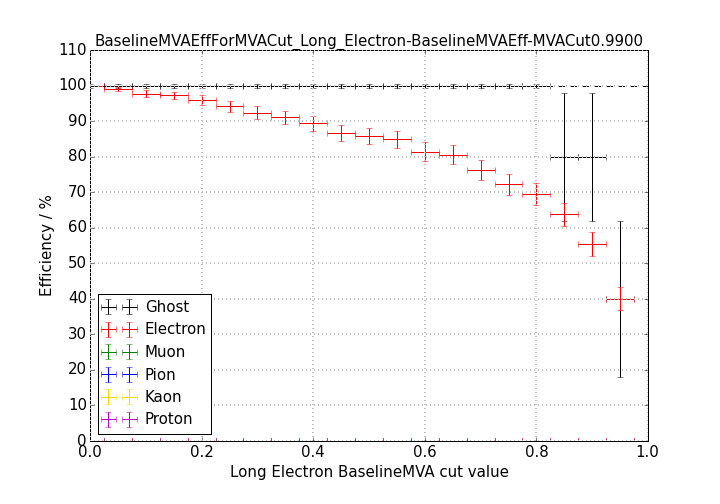 BaselineMVAEffForMVACut_Long_Electron-BaselineMVAEff-MVACut0.9900
110
100
90
80
70
60
50
40
30
20
10
0
Efficiency / %
Ghost
Electron
Muon
Pion
Kaon
Proton
0.0 0.2 0.4 0.6 0.8 1.0
Long Electron BaselineMVA cut value